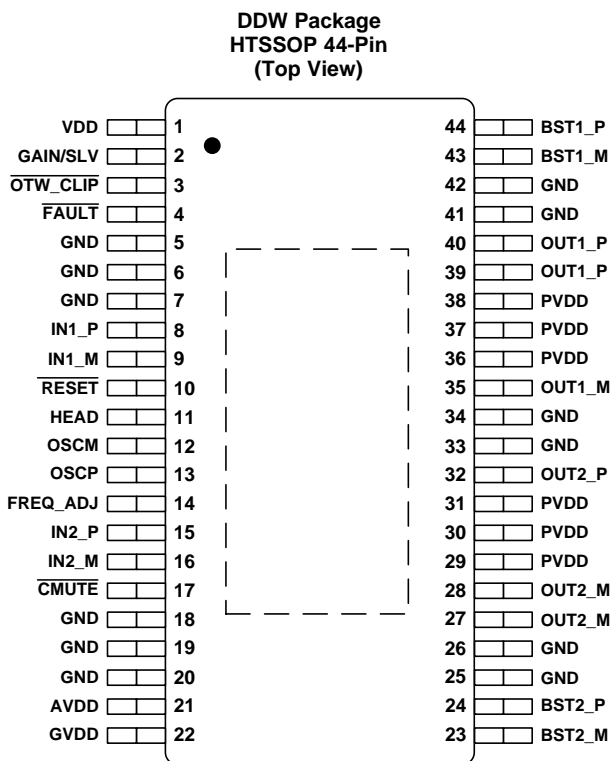 DDW Package
HTSSOP 44-Pin
(Top View)
VDD 1 44 BST1_P
GAIN/SLV 2 43 BST1_M
OTW_CLIP 3 42 GND
FAULT 4 41 GND
GND 5 40 OUT1_P
GND 6 39 OUT1_P
GND 7 38 PVDD
IN1_P 8 37 PVDD
IN1_M 9 36 PVDD
RESET 10 35 OUT1_M
HEAD 11 34 GND
OSCM 12 33 GND
OSCP 13 32 OUT2_P
FREQ_ADJ 14 31 PVDD
IN2_P 15 30 PVDD
IN2_M 16 29 PVDD
CMUTE 17 28 OUT2_M
GND 18 27 OUT2_M
GND 19 26 GND
GND 20 25 GND
AVDD 21 24 BST2_P
GVDD 22 23 BST2_M